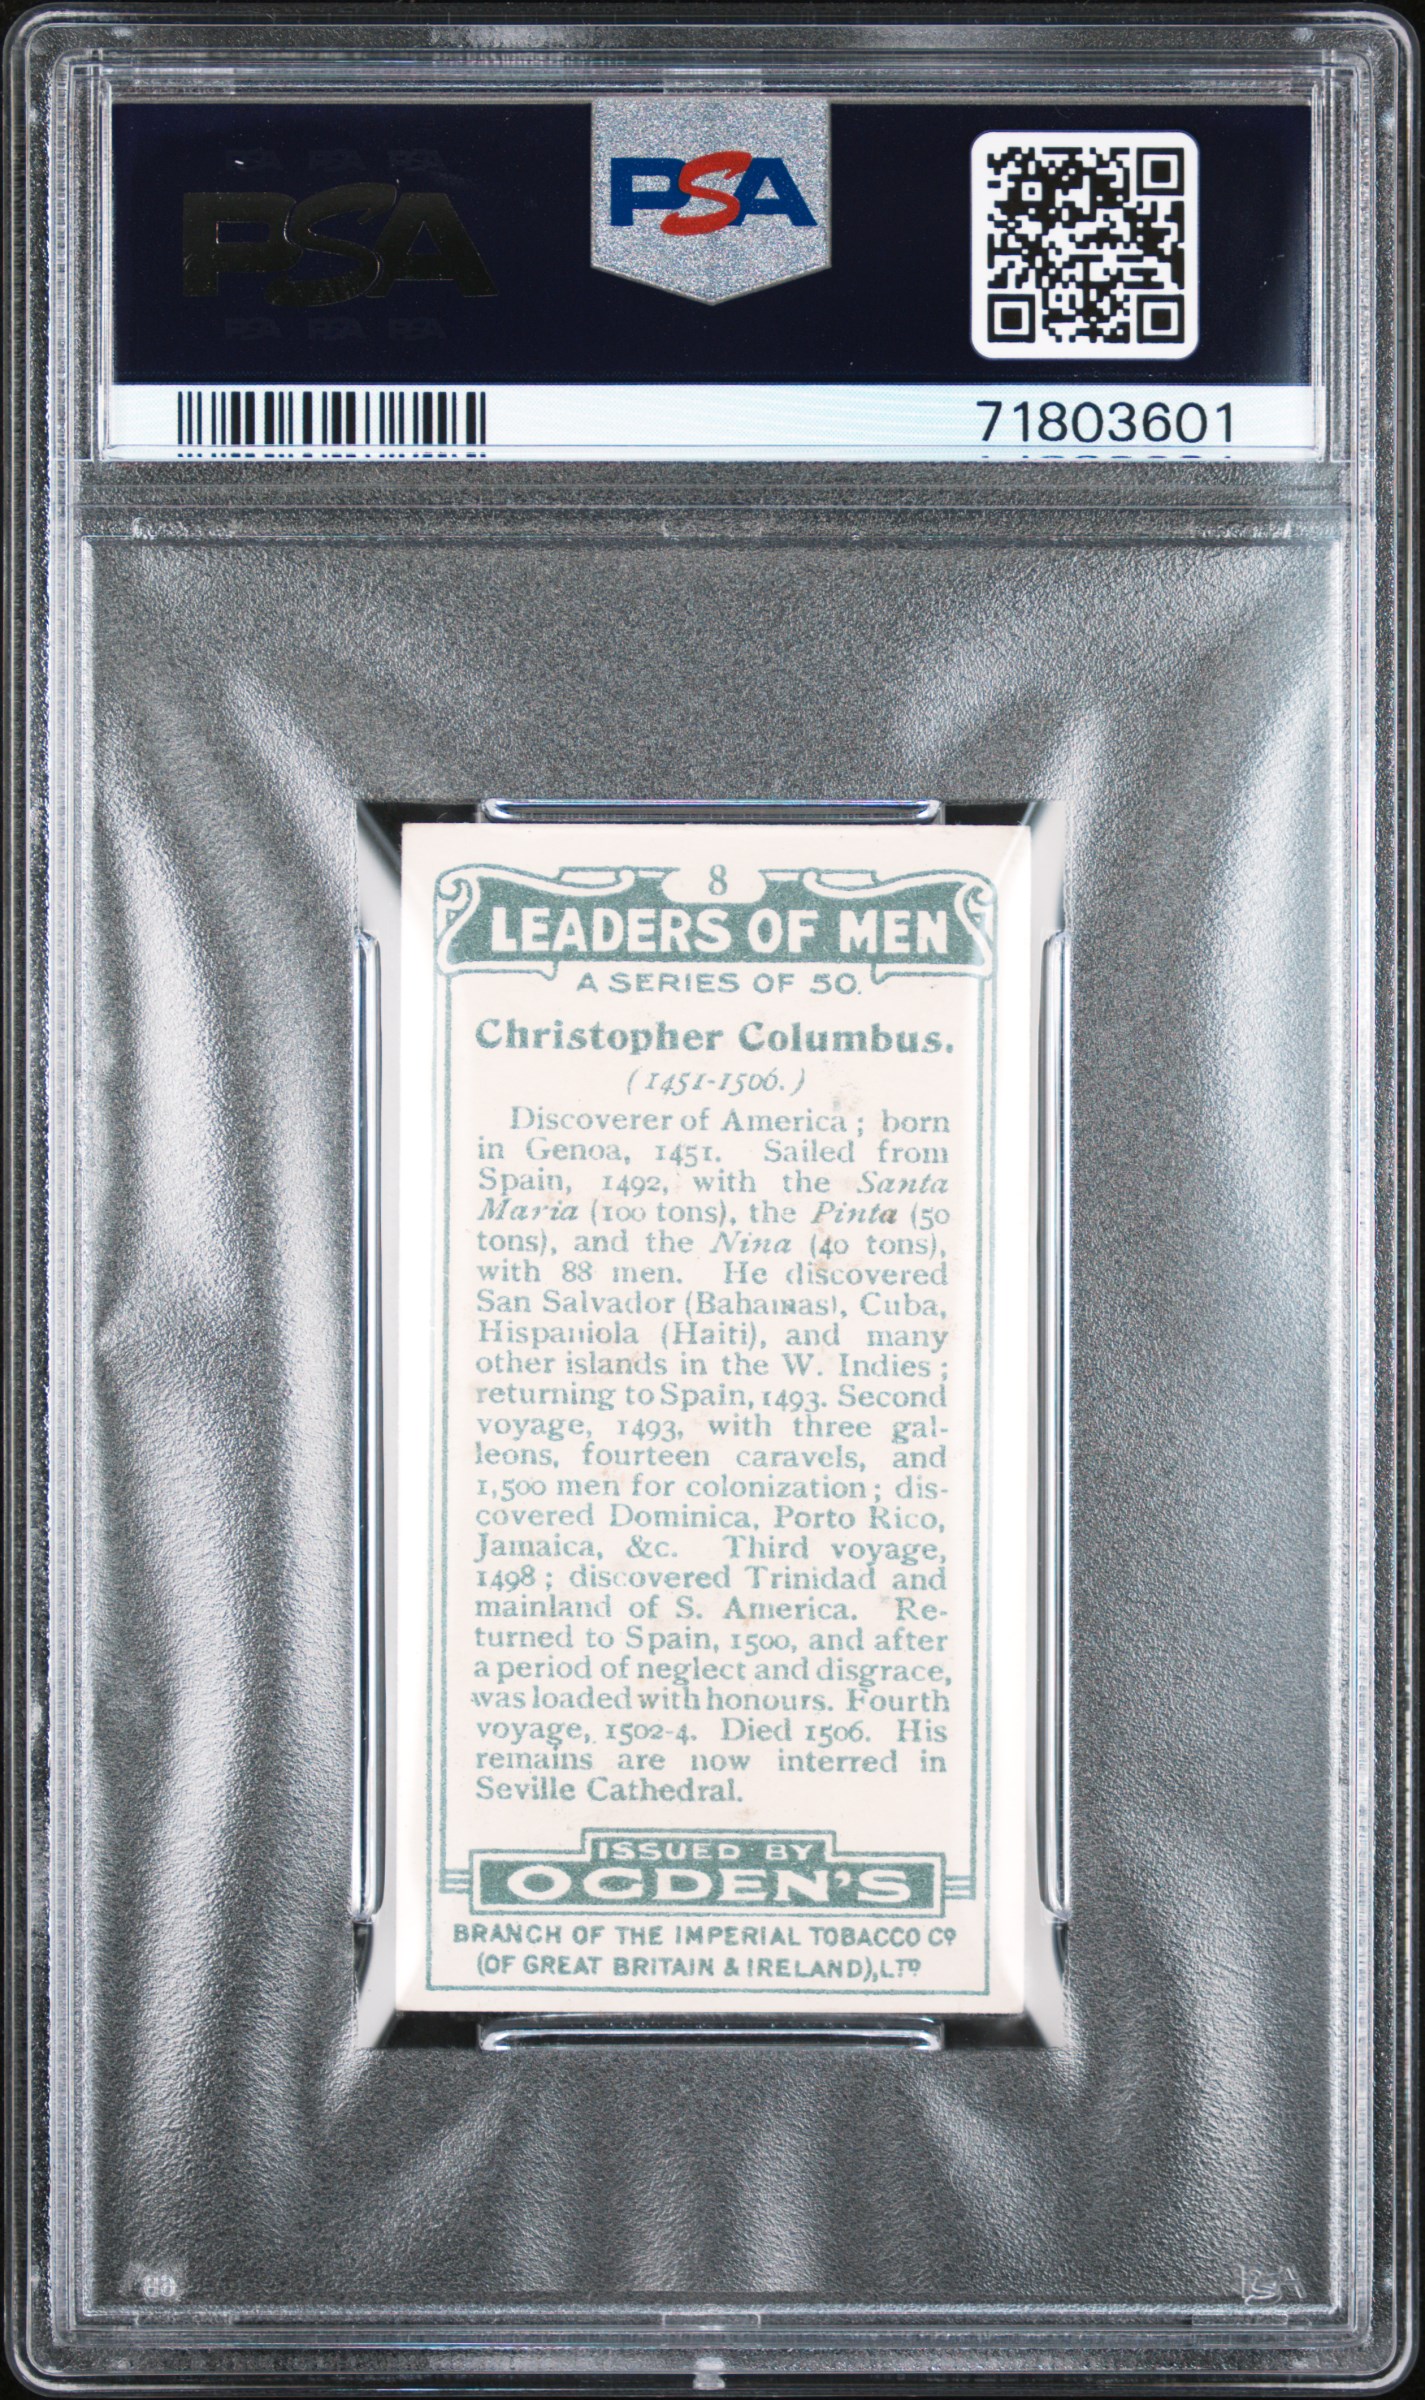 PSA
PSA
71803601
8
LEADERS OF MEN
A SERIES OF 50.
Christopher Columbus.
(1451-1506.)
Discoverer of America; born
in Genoa, 1451. Sailed from
Spain, 1492, with the Santa
Maria (100 tons), the Pinta (50
tons), and the Nina (40 tons),
with 88 men. He discovered
San Salvador (Bahamas), Cuba,
Hispaniola (Haiti), and many
other islands in the W. Indies;
returning to Spain, 1493. Second
voyage, 1493, with three gal-
leons, fourteen caravels, and
1,500 men for colonization; dis-
covered Dominica, Porto Rico,
Jamaica, &c. Third voyage,
1498; discovered Trinidad and
mainland of S. America. Re-
turned to Spain, 1500, and after
a period of neglect and disgrace,
was loaded with honours. Fourth
voyage, 1502-4. Died 1506. His
remains are now interred in
Seville Cathedral.
ISSUED BY
OGDEN'S
BRANCH OF THE IMPERIAL TOBACCO Cº
(OF GREAT BRITAIN & IRELAND), LTD
PSA